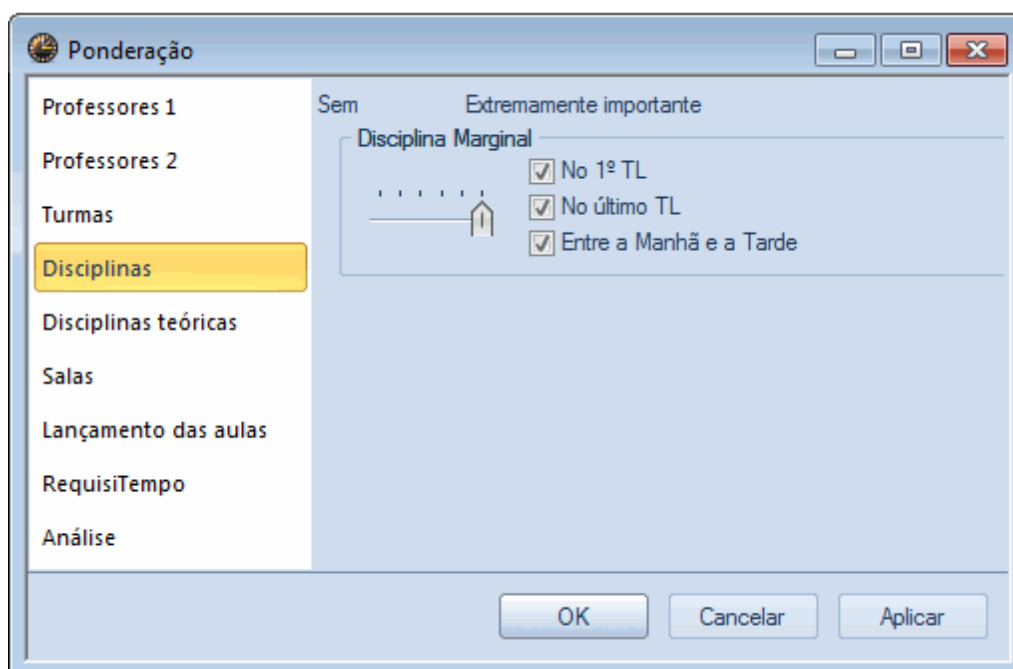 Ponderação
Professores 1
Professores 2
Turmas
Disciplinas
Disciplinas teóricas
Salas
Lançamento das aulas
RequisiTempo
Análise
Sem Extremamente importante
Disciplina Marginal
No 1º TL
No último TL
Entre a Manhã e a Tarde
OK Cancelar Aplicar